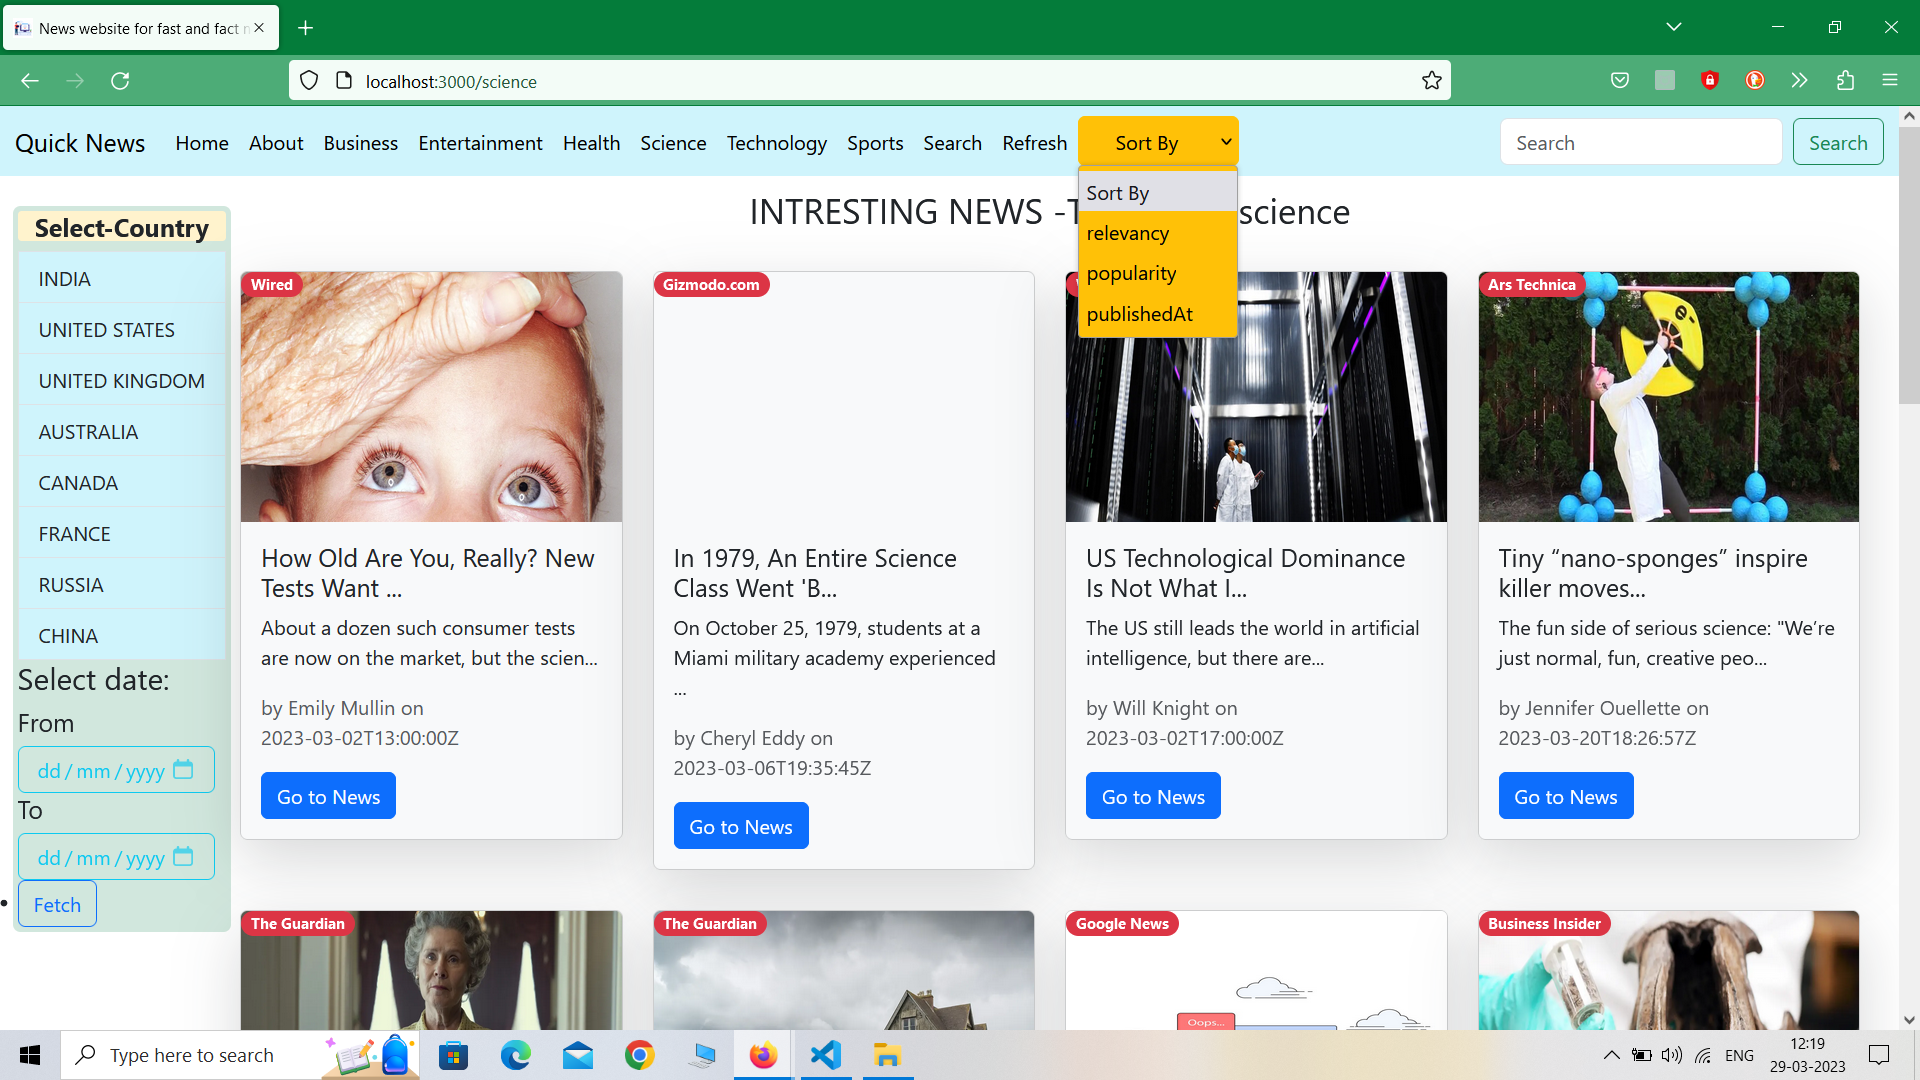 News website for fast and fact n
localhost:3000/science
Quick News Home About Business Entertainment Health Science Technology Sports Search Refresh Sort By Search Search
Sort By
relevancy
popularity
publishedAt
INTRESTING NEWS -T science
Select-Country
INDIA
UNITED STATES
UNITED KINGDOM
AUSTRALIA
CANADA
FRANCE
RUSSIA
CHINA
Select date:
From
dd/mm/yyyy
To
dd/mm/yyyy
Fetch
Wired
How Old Are You, Really? New
Tests Want ...
About a dozen such consumer tests
are now on the market, but the scien...
by Emily Mullin on
2023-03-02T13:00:00Z
Go to News
Gizmodo.com
In 1979, An Entire Science
Class Went 'B...
On October 25, 1979, students at a
Miami military academy experienced
...
by Cheryl Eddy on
2023-03-06T19:35:45Z
Go to News
US Technological Dominance
Is Not What I...
The US still leads the world in artificial
intelligence, but there are...
by Will Knight on
2023-03-02T17:00:00Z
Go to News
Ars Technica
Tiny “nano-sponges” inspire
killer moves...
The fun side of serious science: "We’re
just normal, fun, creative peo...
by Jennifer Ouellette on
2023-03-20T18:26:57Z
Go to News
The Guardian
The Guardian
Google News
Oops...
Business Insider
Type here to search
ENG
12:19
29-03-2023